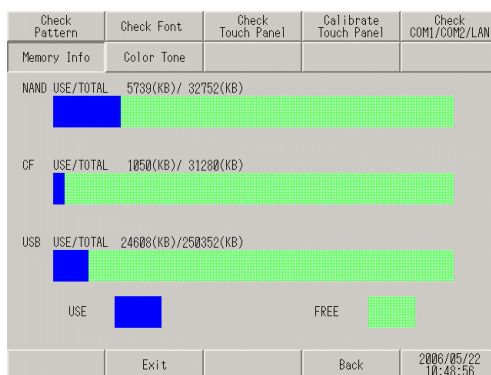 Check Pattern
Check Font
Check Touch Panel
Calibrate Touch Panel
Check COM1/COM2/LAN
Memory Info
Color Tone
NAND USE/TOTAL 5739(KB)/ 32752(KB)
CF USE/TOTAL 1050(KB)/ 31280(KB)
USB USE/TOTAL 24608(KB)/250352(KB)
USE
FREE
Exit
Back
2006/05/22
10:48:56